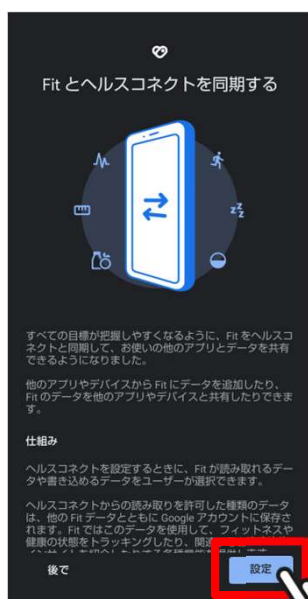 Fit とヘルスコネクトを同期する
すべての目標が把握しやすくなるように、Fit をヘルスコ
ネクトと同期して、お使いの他のアプリとデータを共有
できるようになりました。
他のアプリやデバイスから Fit にデータを追加したり、
Fit のデータを他のアプリやデバイスと共有したりできま
す。
仕組み
ヘルスコネクトを設定するときに、Fit が読み取れるデー
タや書き込めるデータをユーザーが選択できます。
ヘルスコネクトからの読み取りを許可した種類のデータ
は、他の Fit データとともに Google アカウントに保存さ
れます。Fit ではこのデータを使用して、フィットネスや
健康の状態をトラッキングしたり、関連
後で
設定